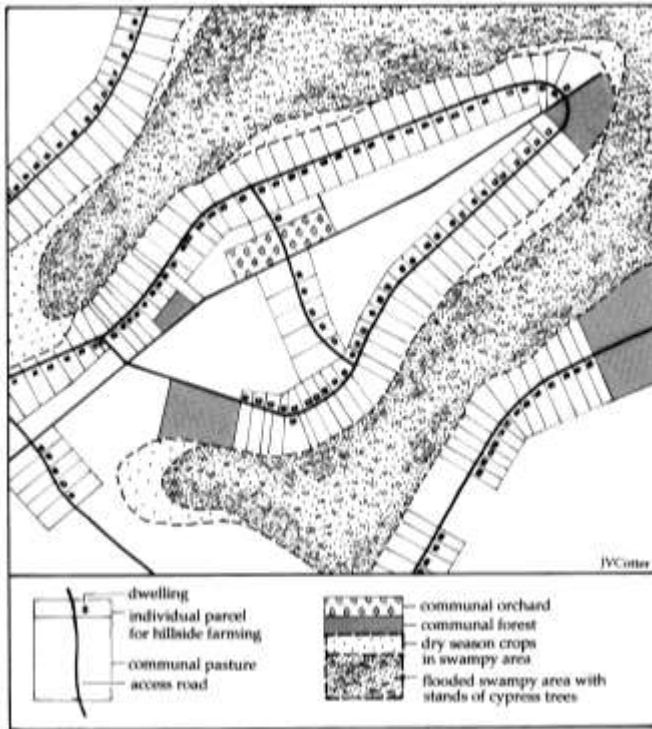 JVCotter
dwelling
individual parcel
for hillside farming
communal pasture
access road
communal orchard
communal forest
dry season crops
in swampy area
flooded swampy area with
stands of cypress trees